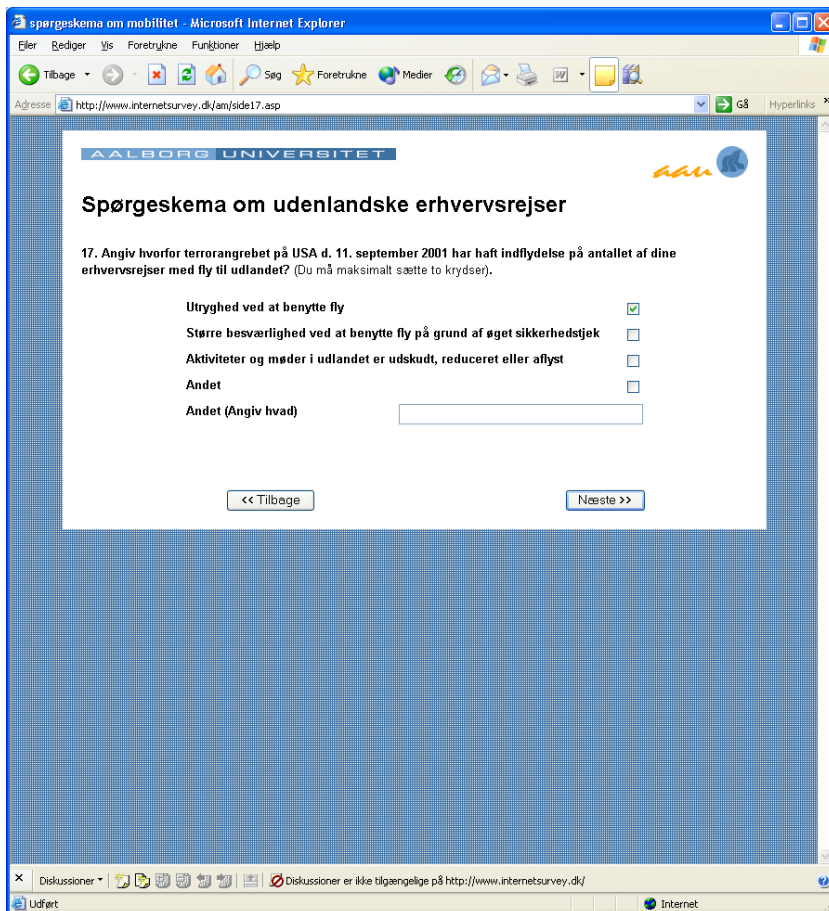 spørgeskema om mobilitet - Microsoft Internet Explorer
Filer Rediger Vis Foretrukne Funktioner Hjælp
Tilbage Søg Foretrukne Medier
Adresse http://www.internetsurvey.dk/am/side17.asp Gå Hyperlinks »
AALBORG UNIVERSITET
aau
Spørgeskema om udenlandske erhvervsrejser
17. Angiv hvorfor terrorangrebet på USA d. 11. september 2001 har haft indflydelse på antallet af dine
erhvervsrejser med fly til udlandet? (Du må maksimalt sætte to krydser).
Utryghed ved at benytte fly
Større besværlighed ved at benytte fly på grund af øget sikkerhedstjek
Aktiviteter og møder i udlandet er udskudt, reduceret eller aflyst
Andet
Andet (Angiv hvad)
<< Tilbage Næste >>
Diskussioner Diskussioner er ikke tilgængelige på http://www.internetsurvey.dk/
Udført Internet